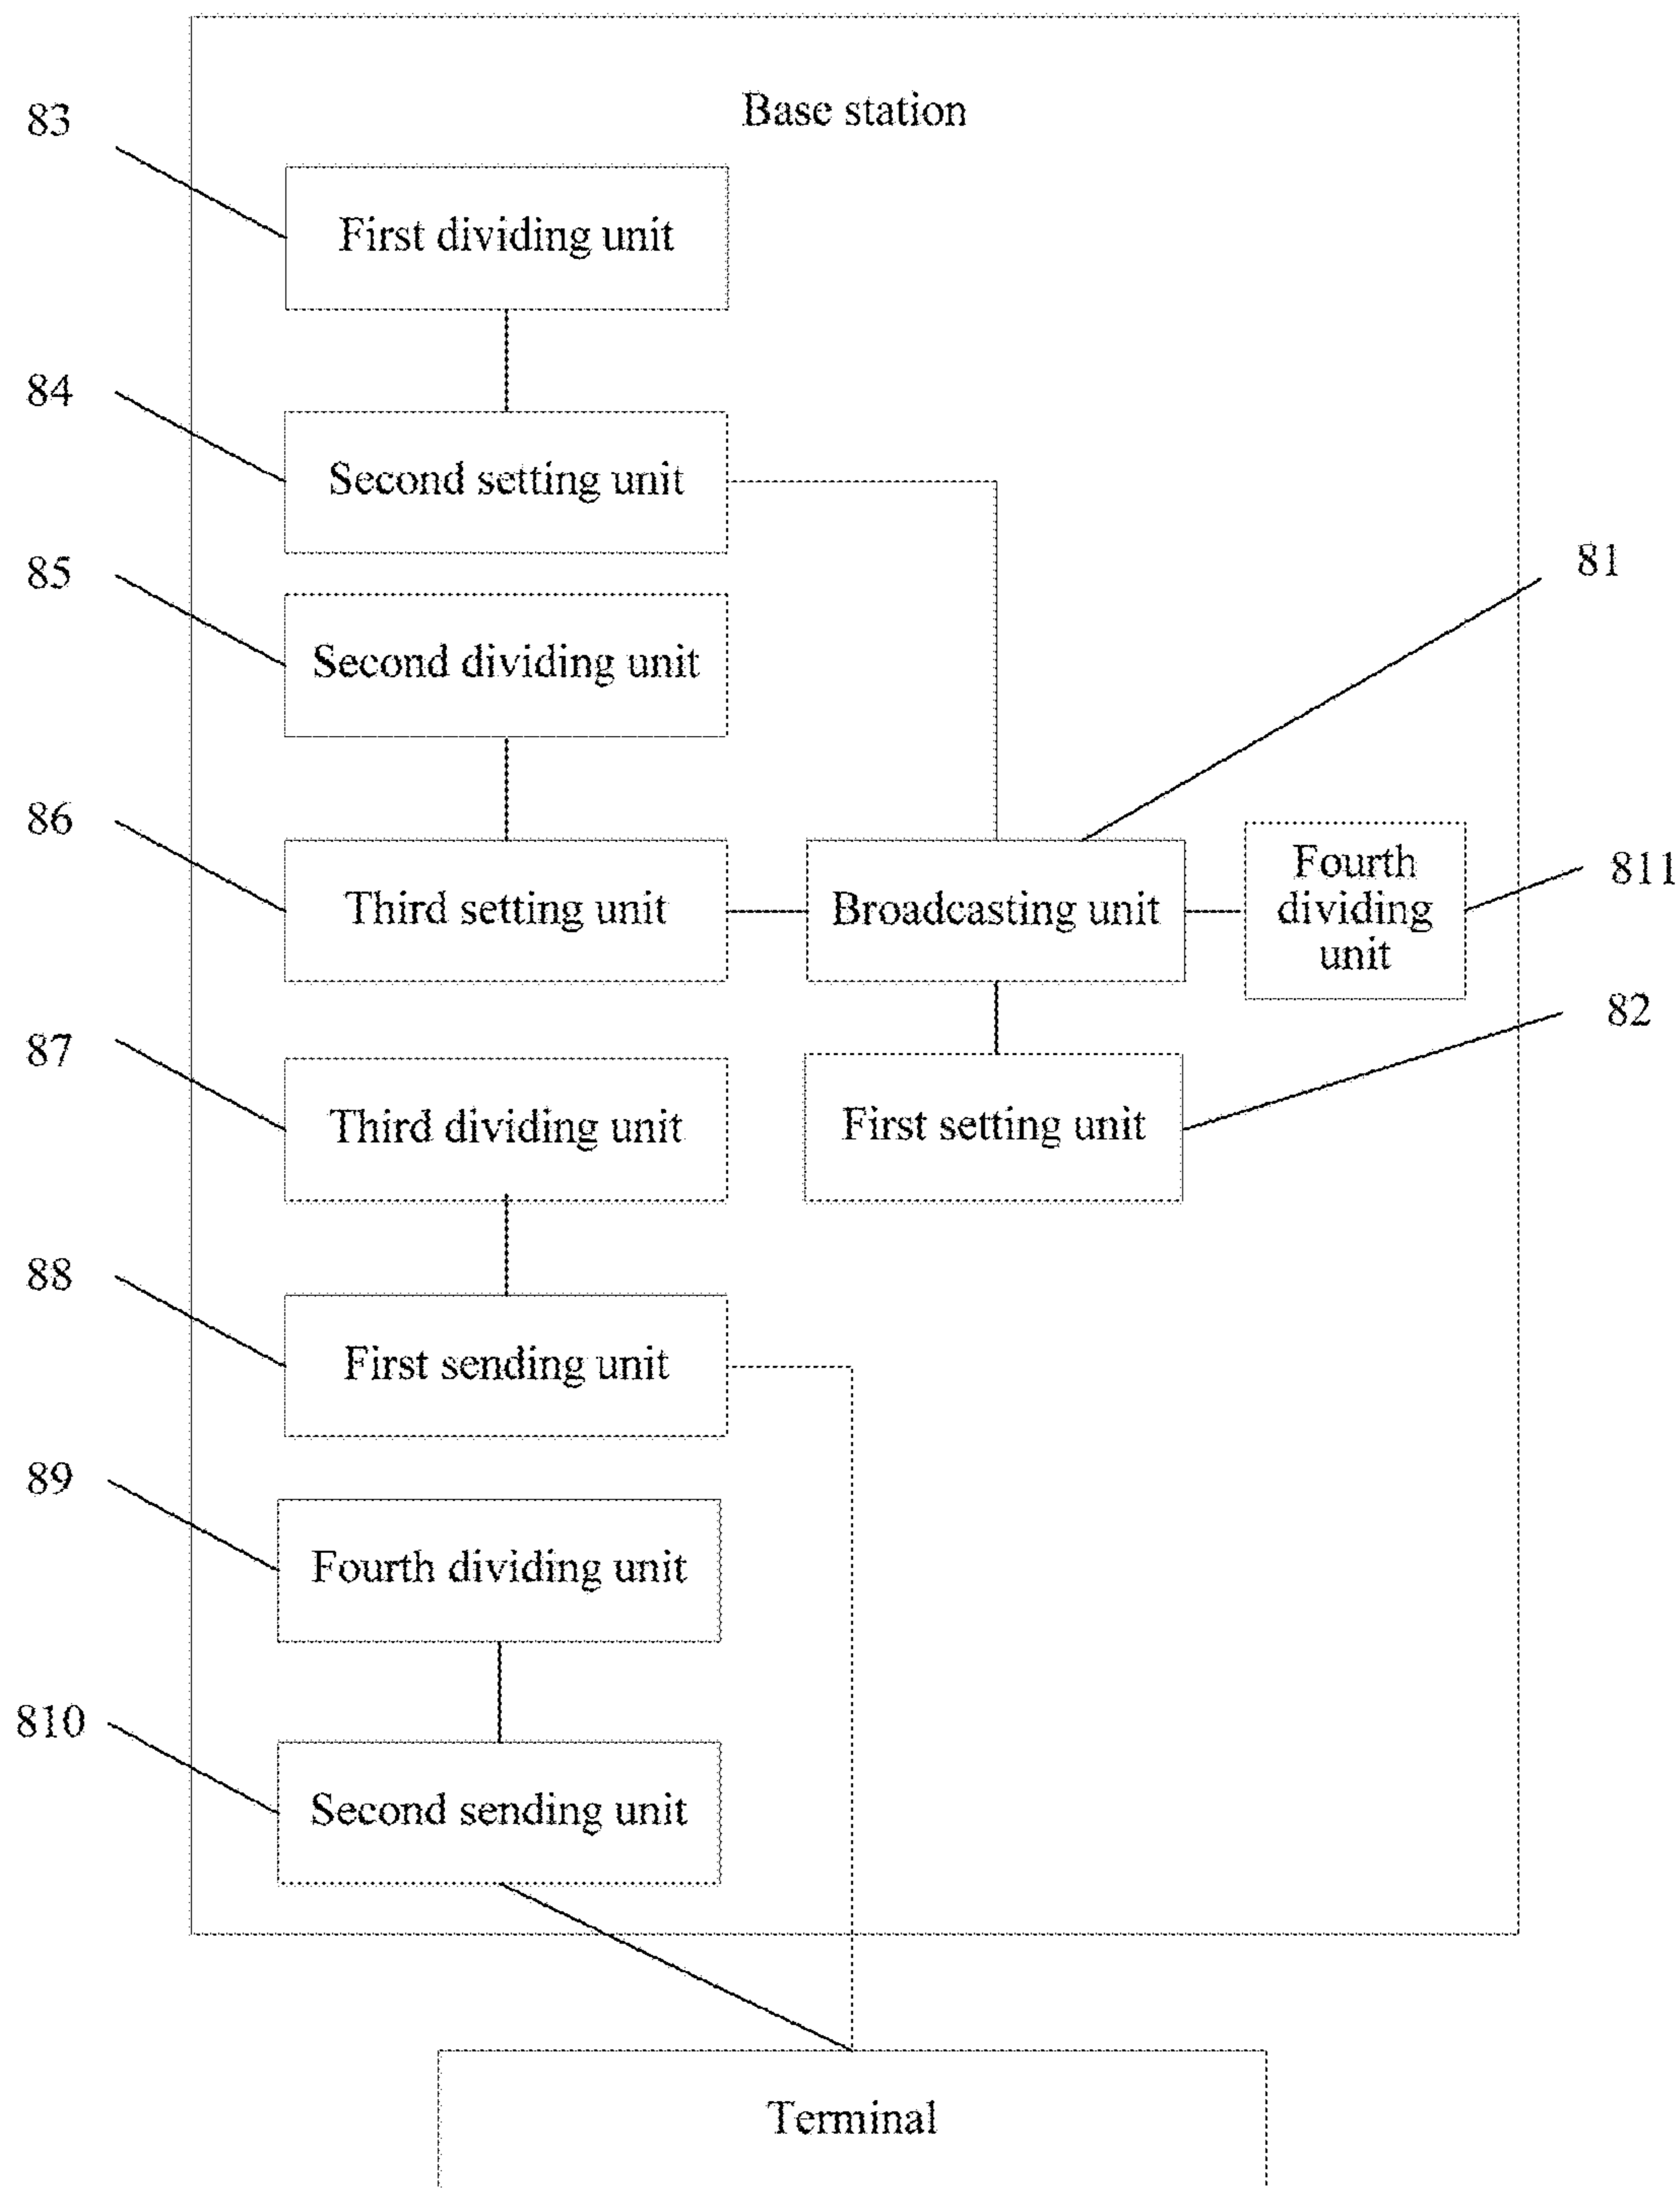 Base station
83
First dividing unit
84
Second setting unit
85
Second dividing unit
81
86
Third setting unit
Broadcasting unit
Fourth
dividing
unit
811
82
87
Third dividing unit
First setting unit
88
First sending unit
89
Fourth dividing unit
810
Second sending unit
Terminal